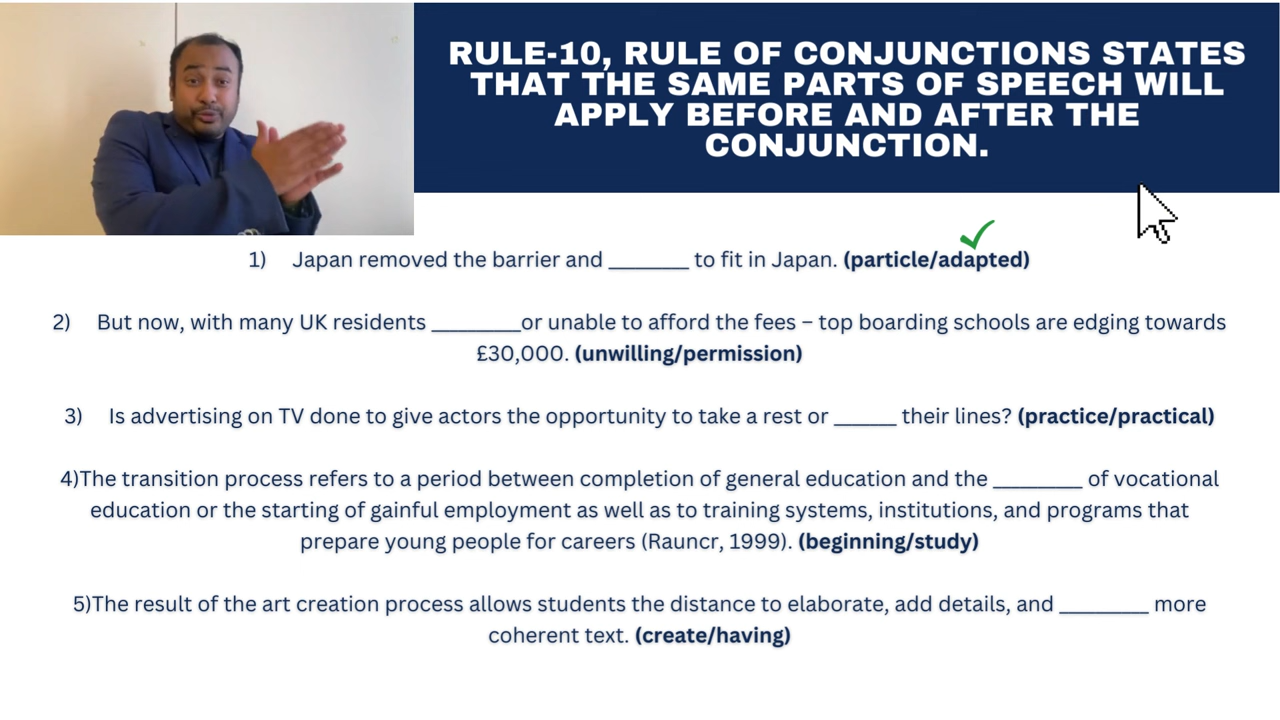 RULE-10, RULE OF CONJUNCTIONS STATES
THAT THE SAME PARTS OF SPEECH WILL
APPLY BEFORE AND AFTER THE
CONJUNCTION.
1) Japan removed the barrier and ________ to fit in Japan. (particle/adapted)
2) But now, with many UK residents _________or unable to afford the fees – top boarding schools are edging towards
£30,000. (unwilling/permission)
3) Is advertising on TV done to give actors the opportunity to take a rest or ______ their lines? (practice/practical)
4)The transition process refers to a period between completion of general education and the _________ of vocational
education or the starting of gainful employment as well as to training systems, institutions, and programs that
prepare young people for careers (Rauncr, 1999). (beginning/study)
5)The result of the art creation process allows students the distance to elaborate, add details, and _________ more
coherent text. (create/having)